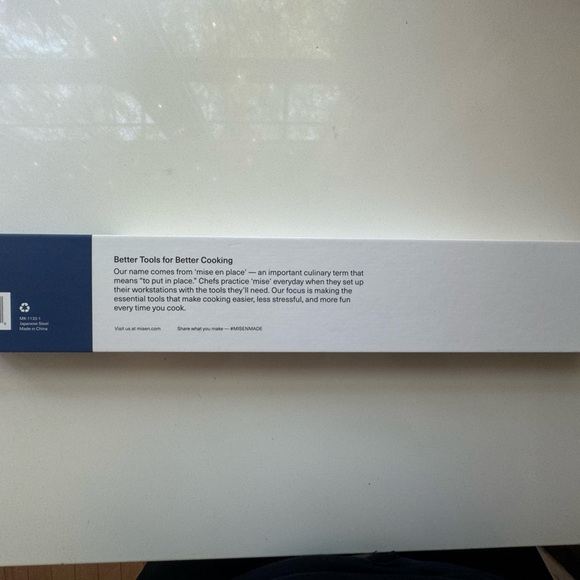 Better Tools for Better Cooking
Our name comes from 'mise en place' — an important culinary term that
means "to put in place." Chefs practice 'mise' everyday when they set up
their workstations with the tools they'll need. Our focus is making the
essential tools that make cooking easier, less stressful, and more fun
every time you cook.
Visit us at misen.com Share what you make — #MISENMADE
MK-1132-1
Japanese Steel
Made in China